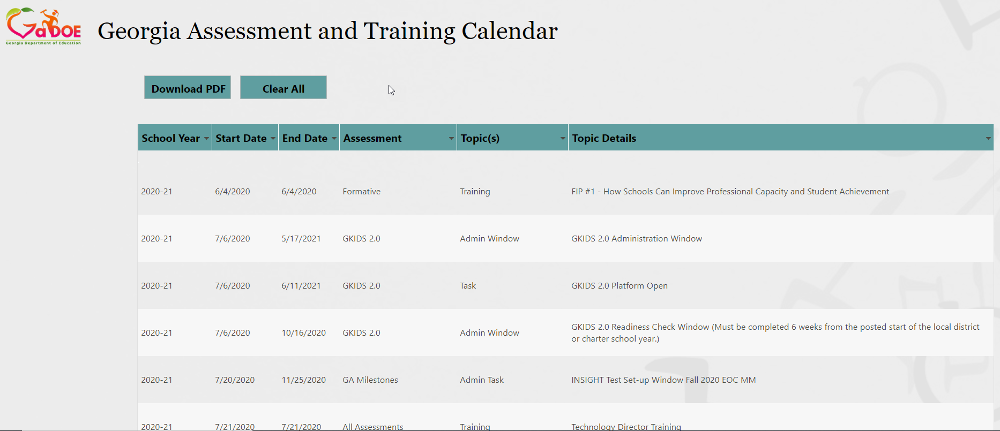 GaDOE
Georgia Department of Education
Georgia Assessment and Training Calendar
Download PDF Clear All
School Year Start Date End Date Assessment Topic(s) Topic Details
2020-21 6/4/2020 6/4/2020 Formative Training FIP #1 - How Schools Can Improve Professional Capacity and Student Achievement
2020-21 7/6/2020 5/17/2021 GKIDS 2.0 Admin Window GKIDS 2.0 Administration Window
2020-21 7/6/2020 6/11/2021 GKIDS 2.0 Task GKIDS 2.0 Platform Open
2020-21 7/6/2020 10/16/2020 GKIDS 2.0 Admin Window GKIDS 2.0 Readiness Check Window (Must be completed 6 weeks from the posted start of the local district
or charter school year.)
2020-21 7/20/2020 11/25/2020 GA Milestones Admin Task INSIGHT Test Set-up Window Fall 2020 EOC MM
2020-21 7/21/2020 7/21/2020 All Assessments Training Technology Director Training